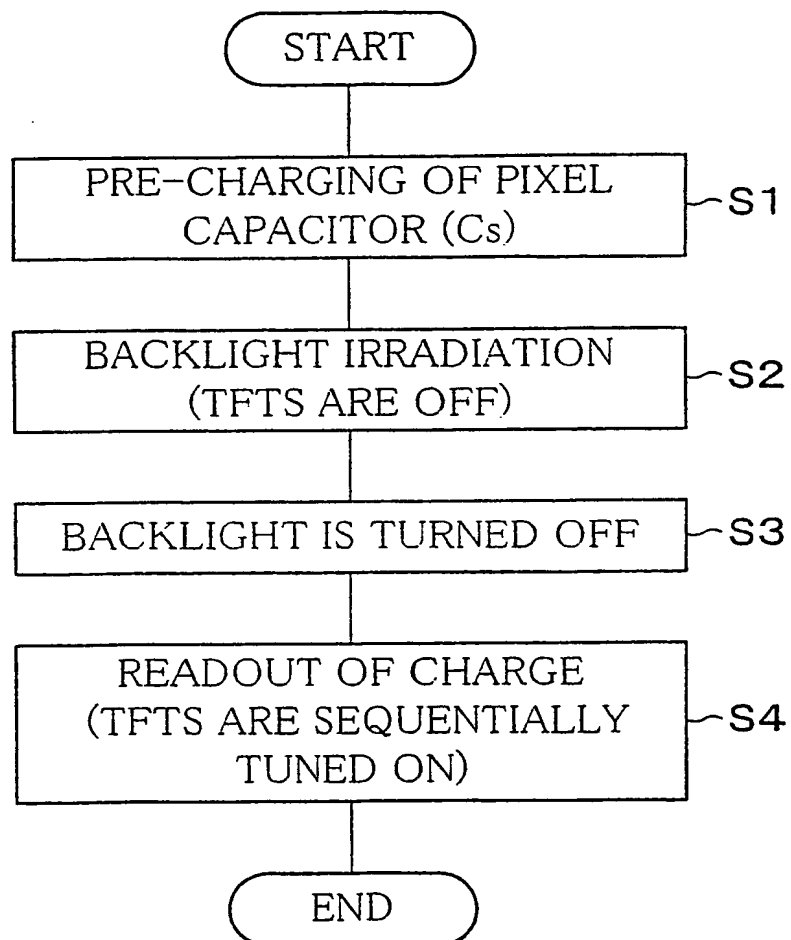 START
PRE-CHARGING OF PIXEL
CAPACITOR (Cs)
S1
BACKLIGHT IRRADIATION
(TFTS ARE OFF)
S2
BACKLIGHT IS TURNED OFF
S3
READOUT OF CHARGE
(TFTS ARE SEQUENTIALLY
TUNED ON)
S4
END